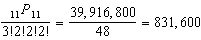 ₁₁P₁₁ / 3!2!2!2! = 39,916,800 / 48 = 831,600